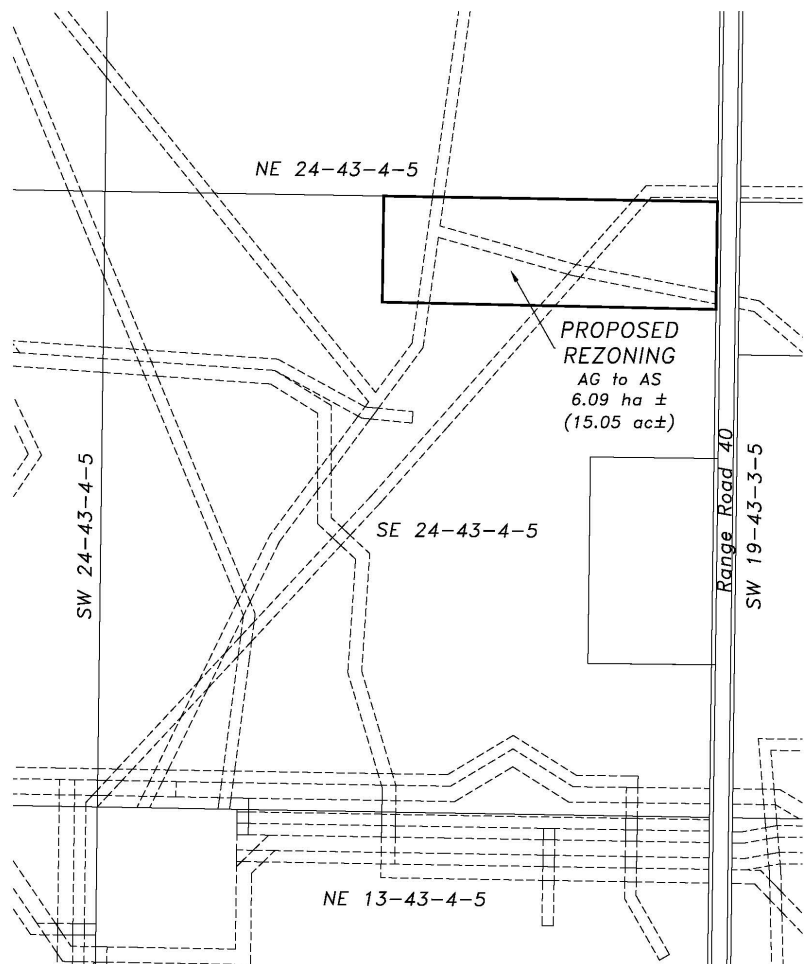 NE 24-43-4-5
PROPOSED
REZONING
AG to AS
6.09 ha ±
(15.05 ac±)
SW 24-43-4-5
SE 24-43-4-5
Range Road 40
SW 19-43-3-5
NE 13-43-4-5